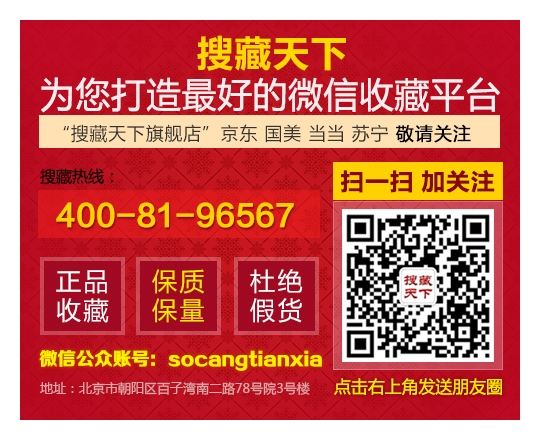 搜藏天下
为您打造最好的微信收藏平台
“搜藏天下旗舰店”京东 国美 当当 苏宁 敬请关注
搜藏热线：
400-81-96567
扫一扫 加关注
搜藏
天下
正品
收藏
保质
保量
杜绝
假货
微信公众账号：socangtianxia
地址：北京市朝阳区百子湾南二路78号院3号楼
点击右上角发送朋友圈